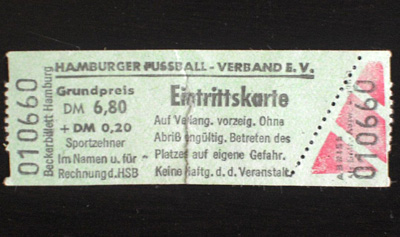 HAMBURGER FUSSBALL - VERBAND E. V.
Grundpreis
DM 6,80
+ DM 0,20
Sportzehner
Im Namen u. für
Rechnung d. HSB
Eintrittskarte
Auf Verlang. vorzeig. Ohne
Abriß ungültig. Betreten des
Platzes auf eigene Gefahr.
Keine Haftg. d. d. Veranstalt.
010660
Beckerbillett Hamburg
ABRISS
010660